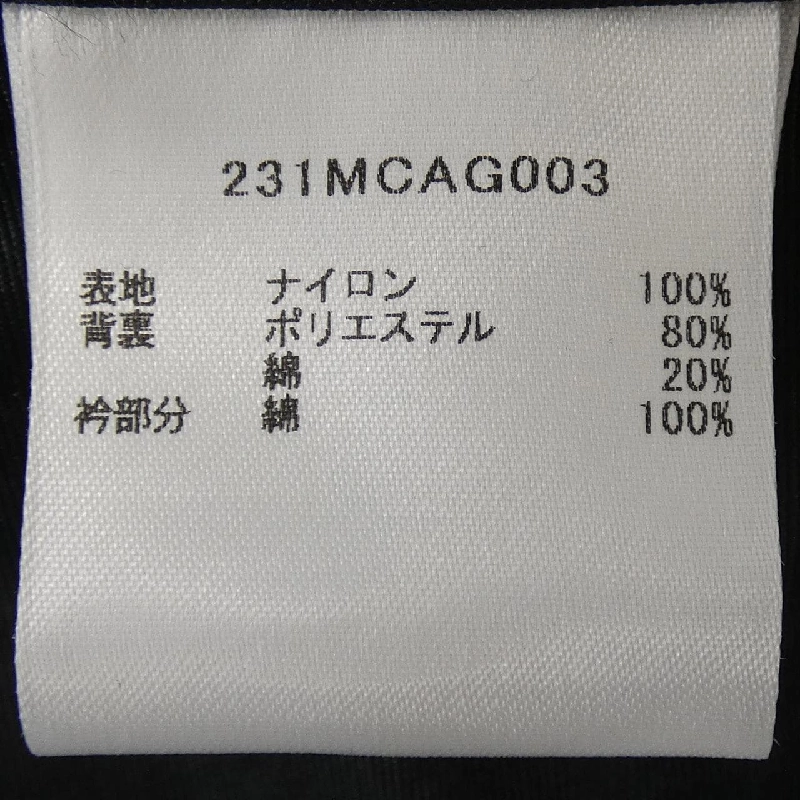 231MCAG003
表地 ナイロン 100%
背裏 ポリエステル 80%
綿 20%
衿部分 綿 100%